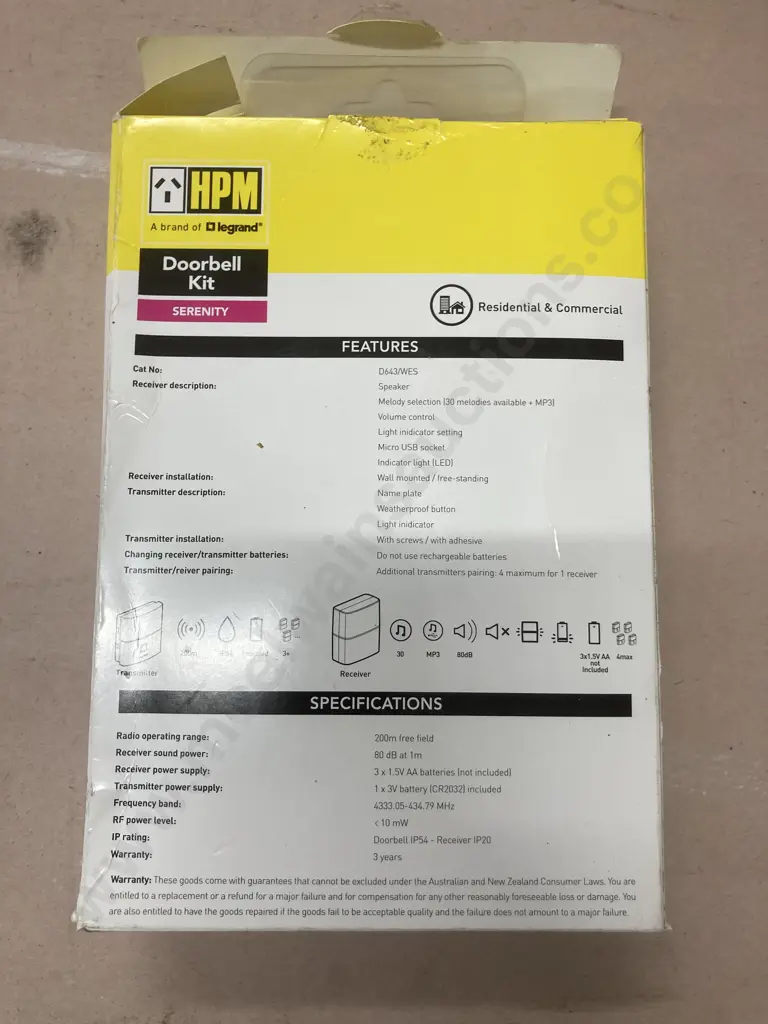 HPM
A brand of legrand®
Doorbell
Kit
SERENITY
Residential & Commercial
FEATURES
Cat No: D643/WES
Receiver description: Speaker
Melody selection (30 melodies available + MP3)
Volume control
Light inidicator setting
Micro USB socket
Indicator light (LED)
Receiver installation: Wall mounted / free-standing
Transmitter description: Name plate
Weatherproof button
Light inidicator
Transmitter installation: With screws / with adhesive
Changing receiver/transmitter batteries: Do not use rechargeable batteries
Transmitter/reiver pairing: Additional transmitters pairing: 4 maximum for 1 receiver
200m 3+ 30 MP3 80dB 3x1.5V AA 4max
not
Included
Transmitter Receiver
SPECIFICATIONS
Radio operating range: 200m free field
Receiver sound power: 80 dB at 1m
Receiver power supply: 3 x 1.5V AA batteries (not included)
Transmitter power supply: 1 x 3V battery (CR2032) included
Frequency band: 4333.05-434.79 MHz
RF power level: < 10 mW
IP rating: Doorbell IP54 - Receiver IP20
Warranty: 3 years
Warranty: These goods come with guarantees that cannot be excluded under the Australian and New Zealand Consumer Laws. You are
entitled to a replacement or a refund for a major failure and for compensation for any other reasonably foreseeable loss or damage. You
are also entitled to have the goods repaired if the goods fail to be acceptable quality and the failure does not amount to a major failure.